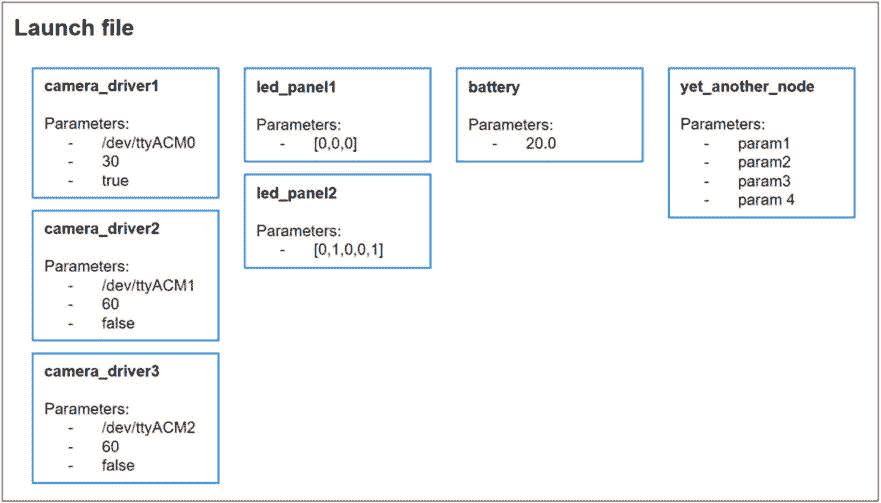 Launch file
camera_driver1
Parameters:
- /dev/ttyACM0
- 30
- true
camera_driver2
Parameters:
- /dev/ttyACM1
- 60
- false
camera_driver3
Parameters:
- /dev/ttyACM2
- 60
- false
led_panel1
Parameters:
- [0,0,0]
led_panel2
Parameters:
- [0,1,0,0,1]
battery
Parameters:
- 20.0
yet_another_node
Parameters:
- param1
- param2
- param3
- param 4